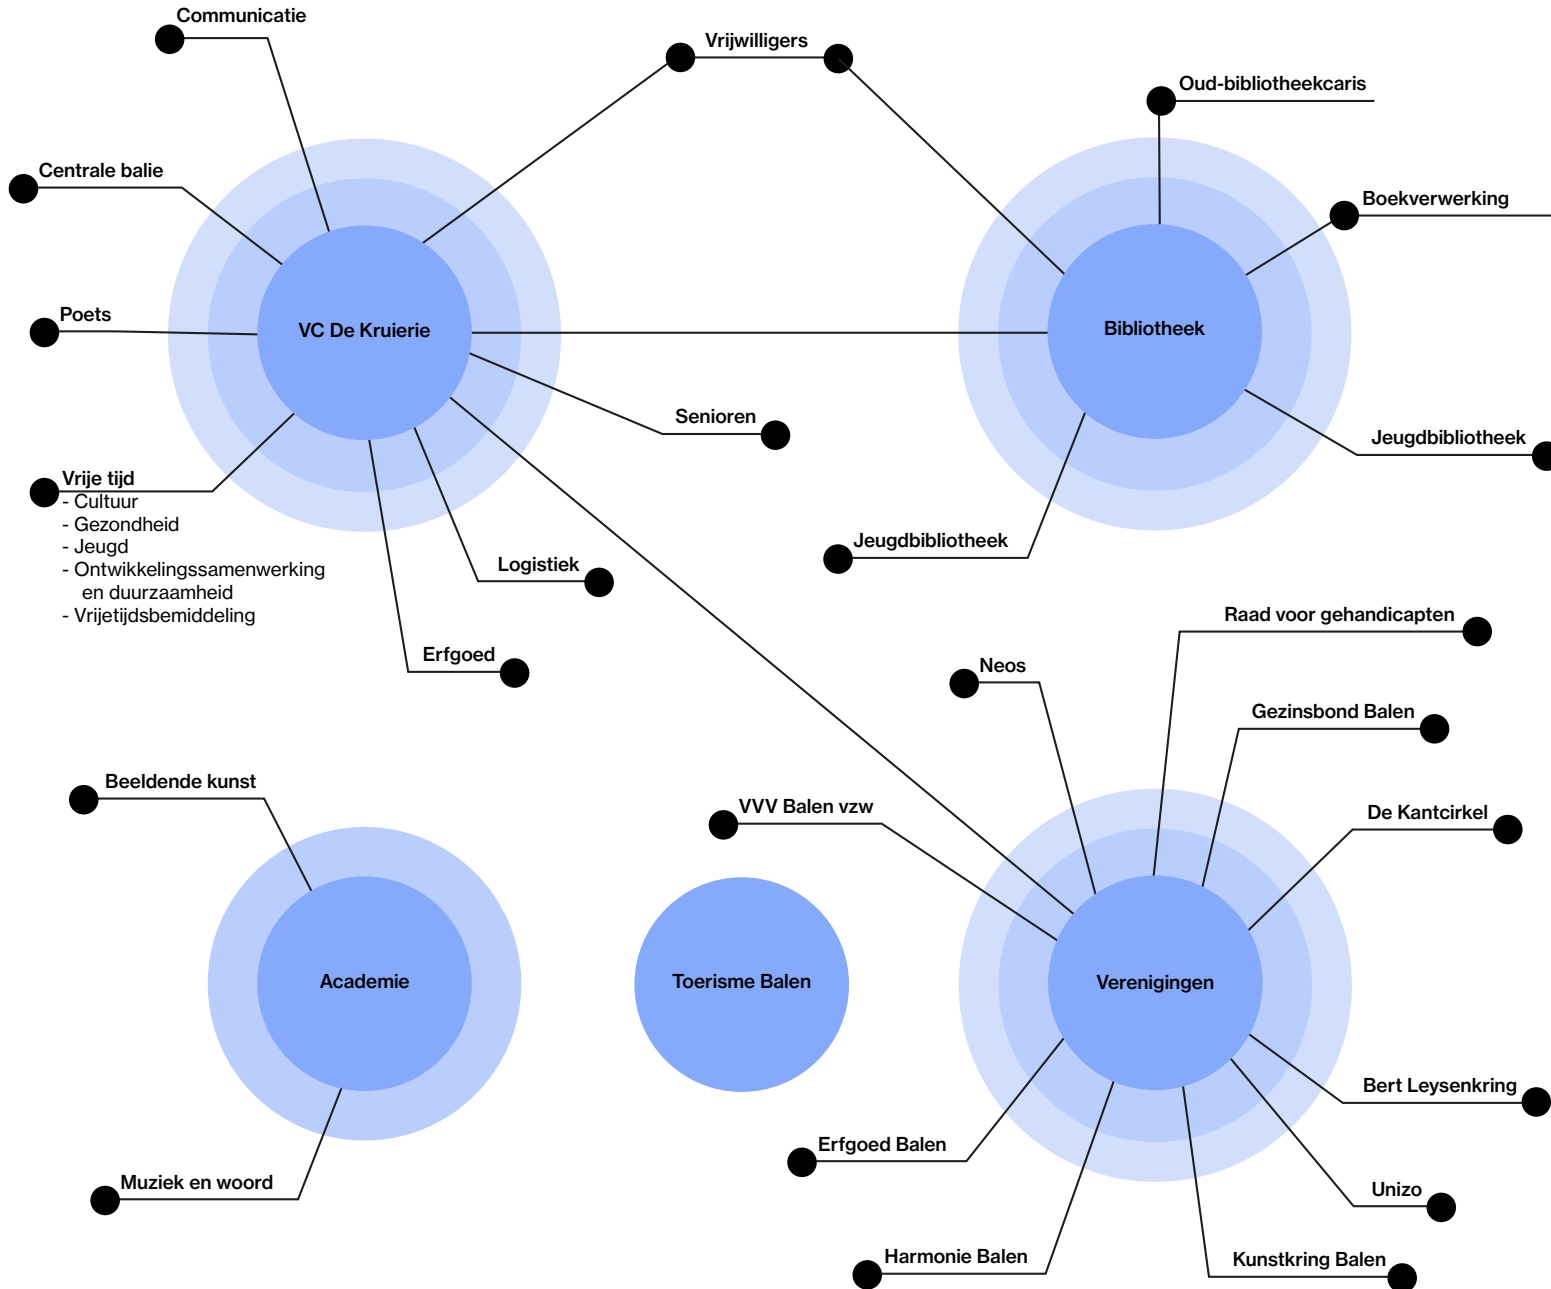 Communicatie
Vrijwilligers
Oud-bibliotheekcaris
Centrale balie
Boekverwerking
Poets
VC De Kruierie
Bibliotheek
Senioren
Jeugdbibliotheek
Vrije tijd
- Cultuur
- Gezondheid
- Jeugd
- Ontwikkelingssamenwerking
en duurzaamheid
- Vrijetijdsbemiddeling
Jeugdbibliotheek
Logistiek
Erfgoed
Raad voor gehandicapten
Neos
Gezinsbond Balen
Beeldende kunst
VVV Balen vzw
De Kantcirkel
Academie
Toerisme Balen
Verenigingen
Bert Leysenkring
Erfgoed Balen
Muziek en woord
Unizo
Harmonie Balen
Kunstkring Balen